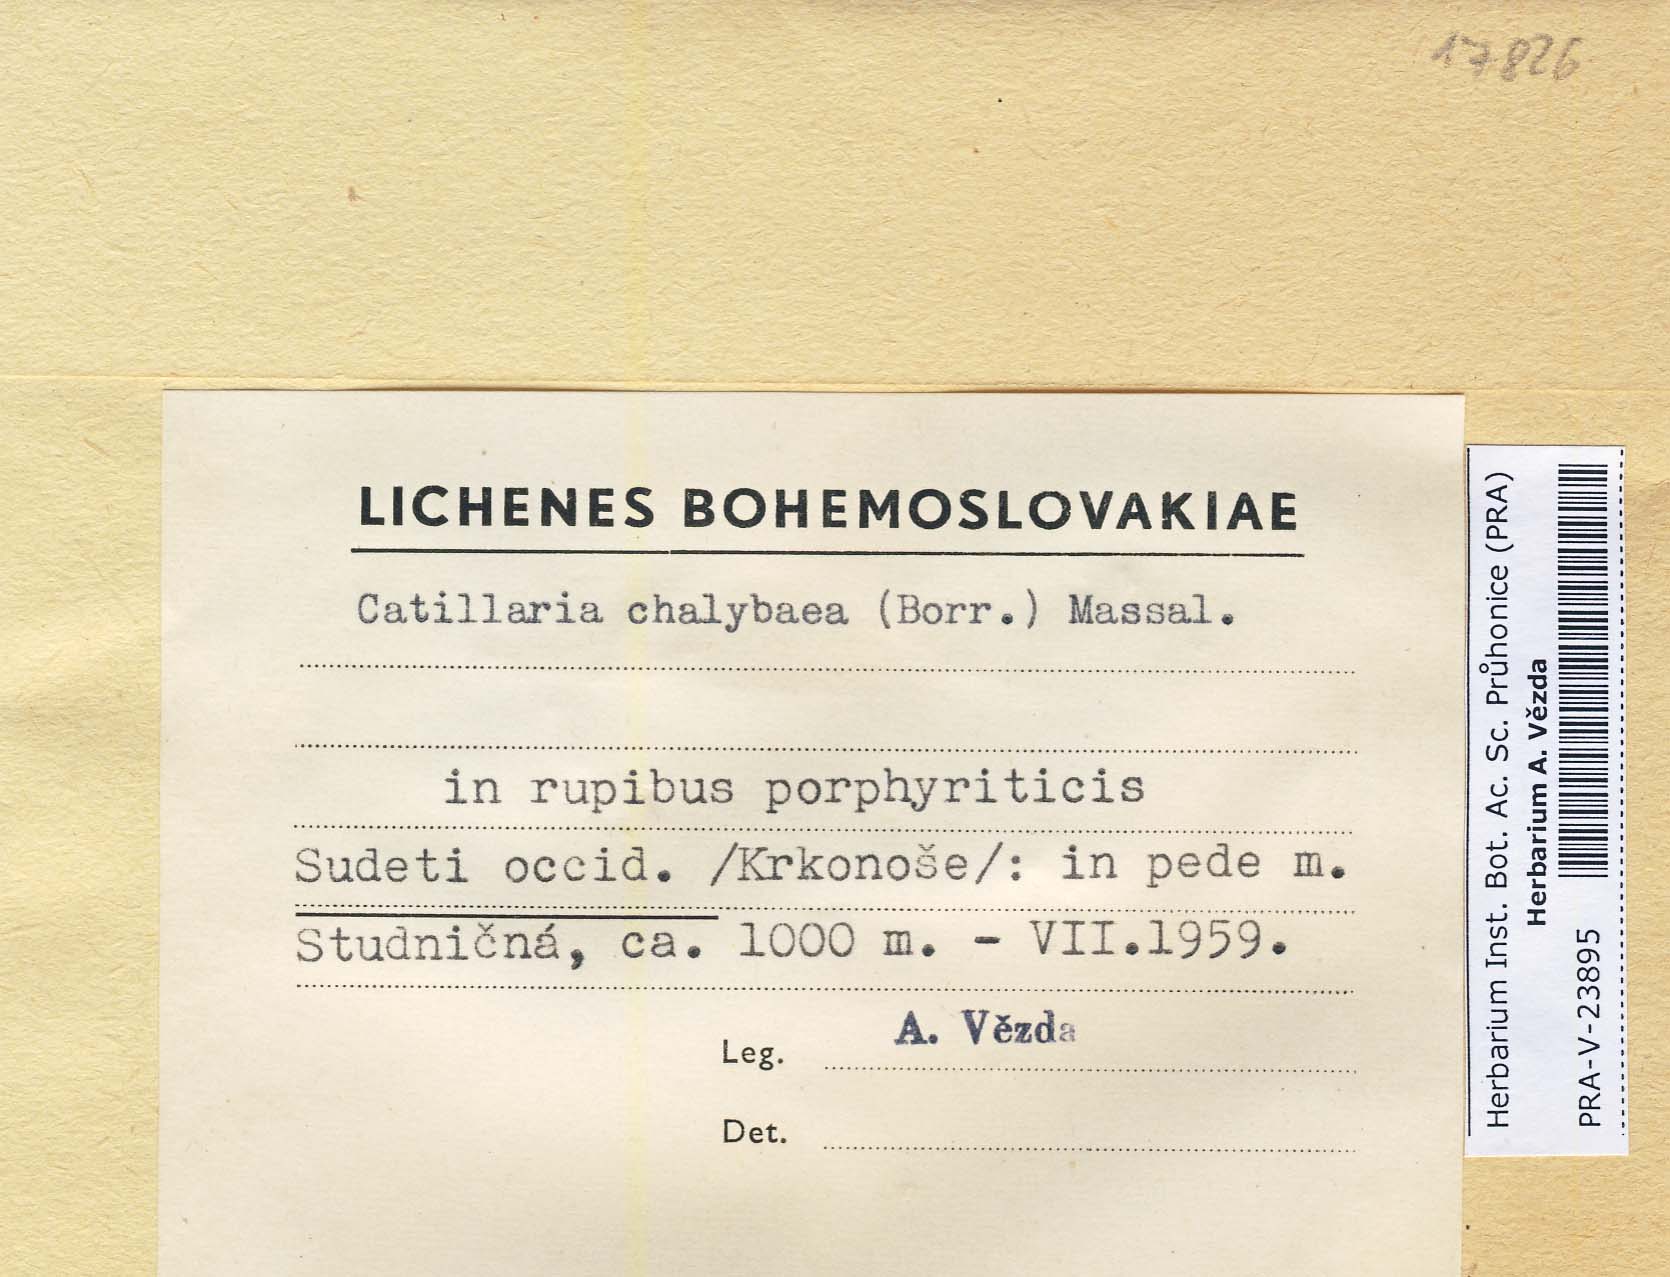 17826
LICHENES BOHEMOSLOVAKIAE
Catillaria chalybaea (Borr.) Massal.
in rupibus porphyriticis
Sudeti occid. /Krkonoše/: in pede m.
Studničná, ca. 1000 m. - VII.1959.
Leg. A. Vězda
Det.
Herbarium Inst. Bot. Ac. Sc. Průhonice (PRA)
Herbarium A. Vězda
PRA-V-23895